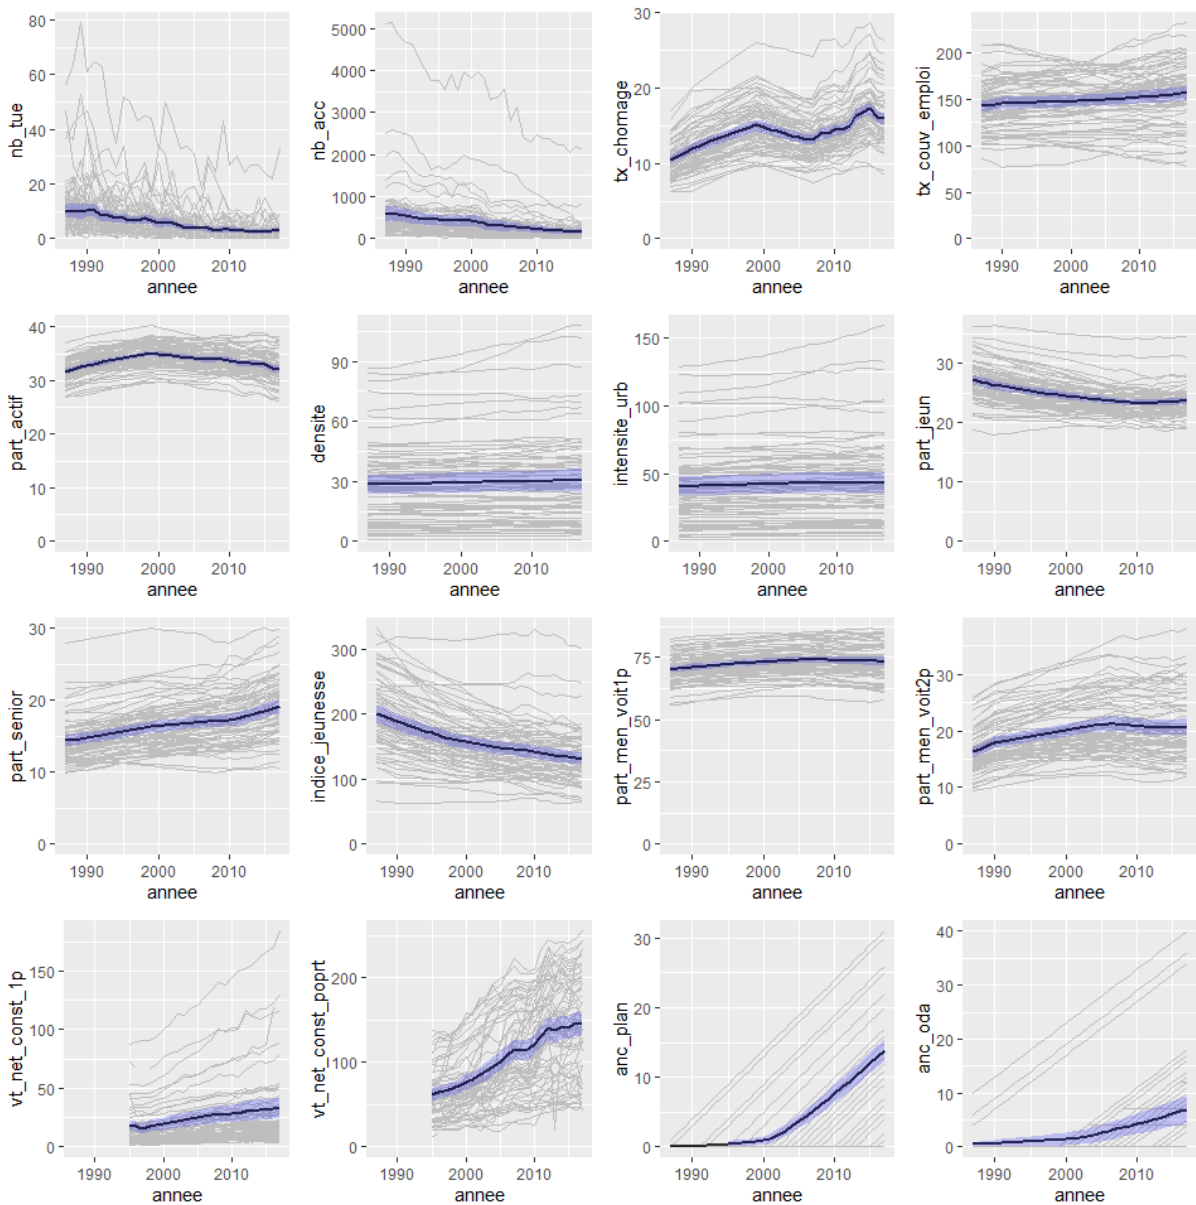 nb_tue
80
60
40
20
0
1990 2000 2010
annee
nb_acc
5000
4000
3000
2000
1000
500
0
1990 2000 2010
annee
tx_chomage
30
20
10
0
1990 2000 2010
annee
tx_couv_emploi
200
150
100
50
0
1990 2000 2010
annee
part_actif
40
30
20
10
0
1990 2000 2010
annee
densite
90
60
30
0
1990 2000 2010
annee
intensite_urb
150
100
50
0
1990 2000 2010
annee
part_jeun
30
20
10
0
1990 2000 2010
annee
part_senior
30
20
10
0
1990 2000 2010
annee
indice_jeunesse
300
200
100
0
1990 2000 2010
annee
part_men_voit1p
75
50
25
0
1990 2000 2010
annee
part_men_voit2p
30
20
10
0
1990 2000 2010
annee
vt_net_const_1p
150
100
50
0
1990 2000 2010
annee
vt_net_const_poprt
200
100
0
1990 2000 2010
annee
anc_plan
30
20
10
0
1990 2000 2010
annee
anc_oda
40
30
20
10
0
1990 2000 2010
annee